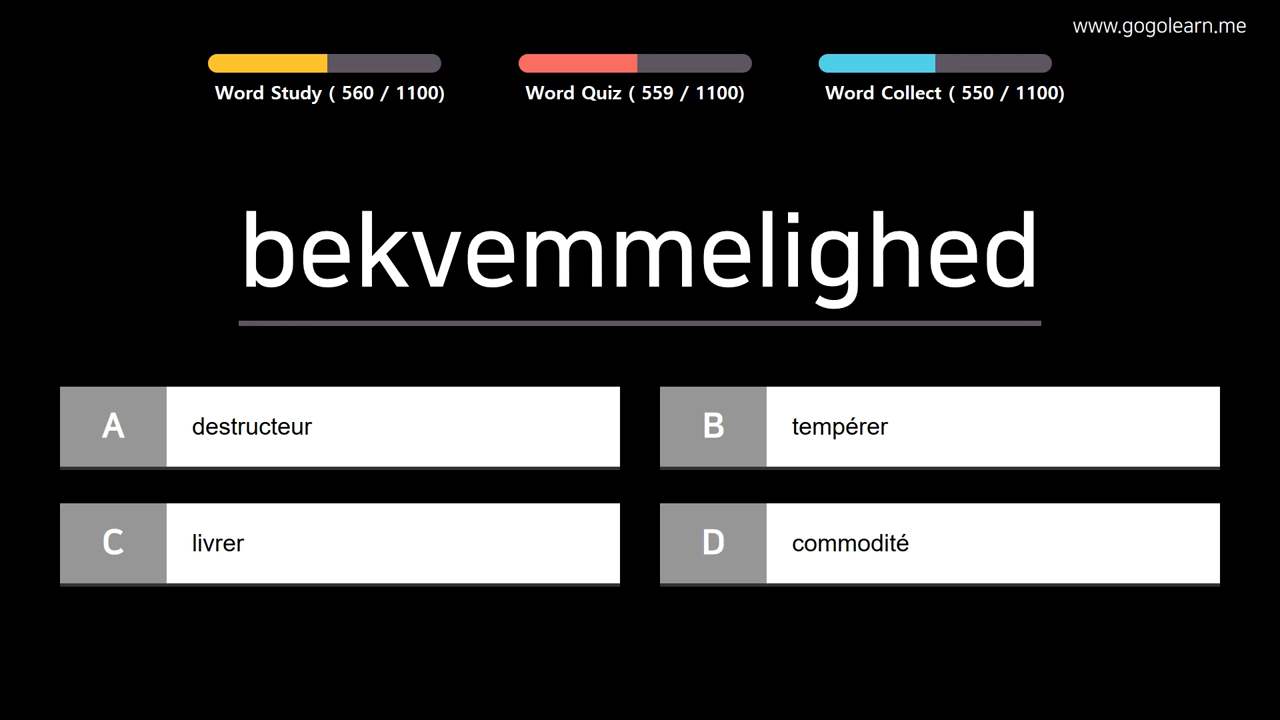 www.gogolearn.me
Word Study ( 560 / 1100)
Word Quiz ( 559 / 1100)
Word Collect ( 550 / 1100)
bekvemmelighed
A destructeur
B tempérer
C livrer
D commodité